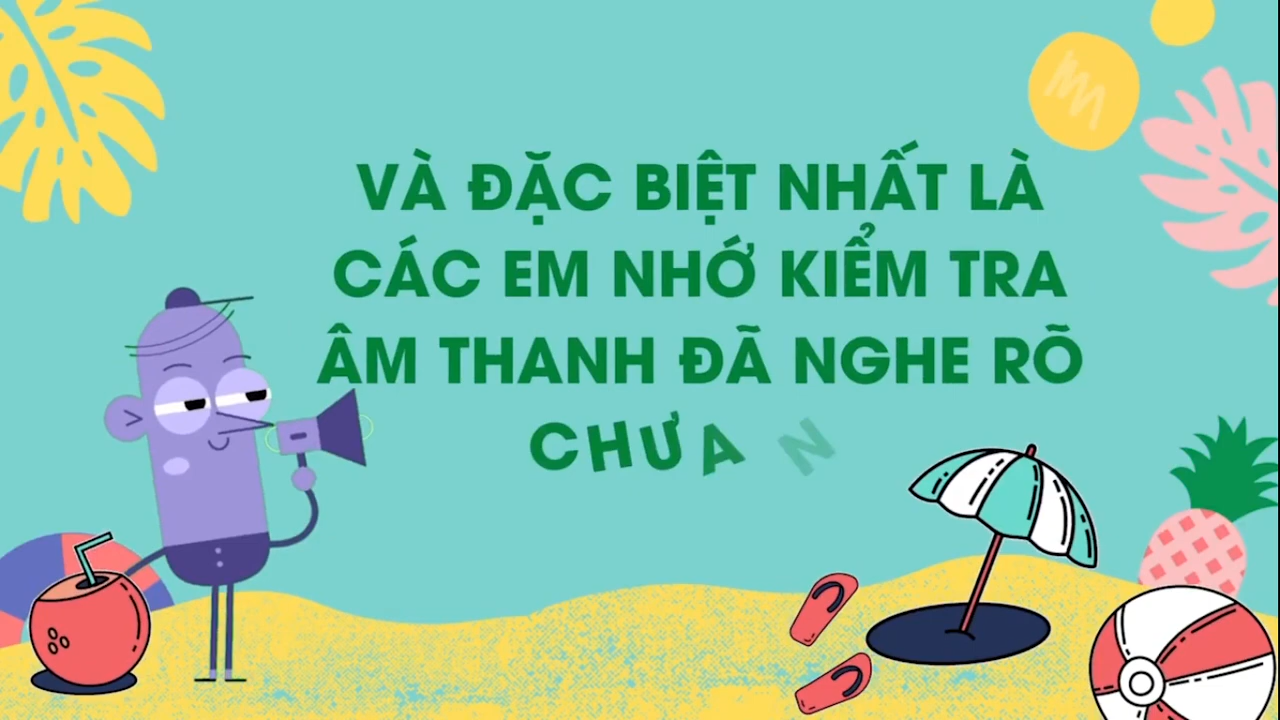 VÀ ĐẶC BIỆT NHẤT LÀ
CÁC EM NHỚ KIỂM TRA
ÂM THANH ĐÃ NGHE RÕ
CHƯA N